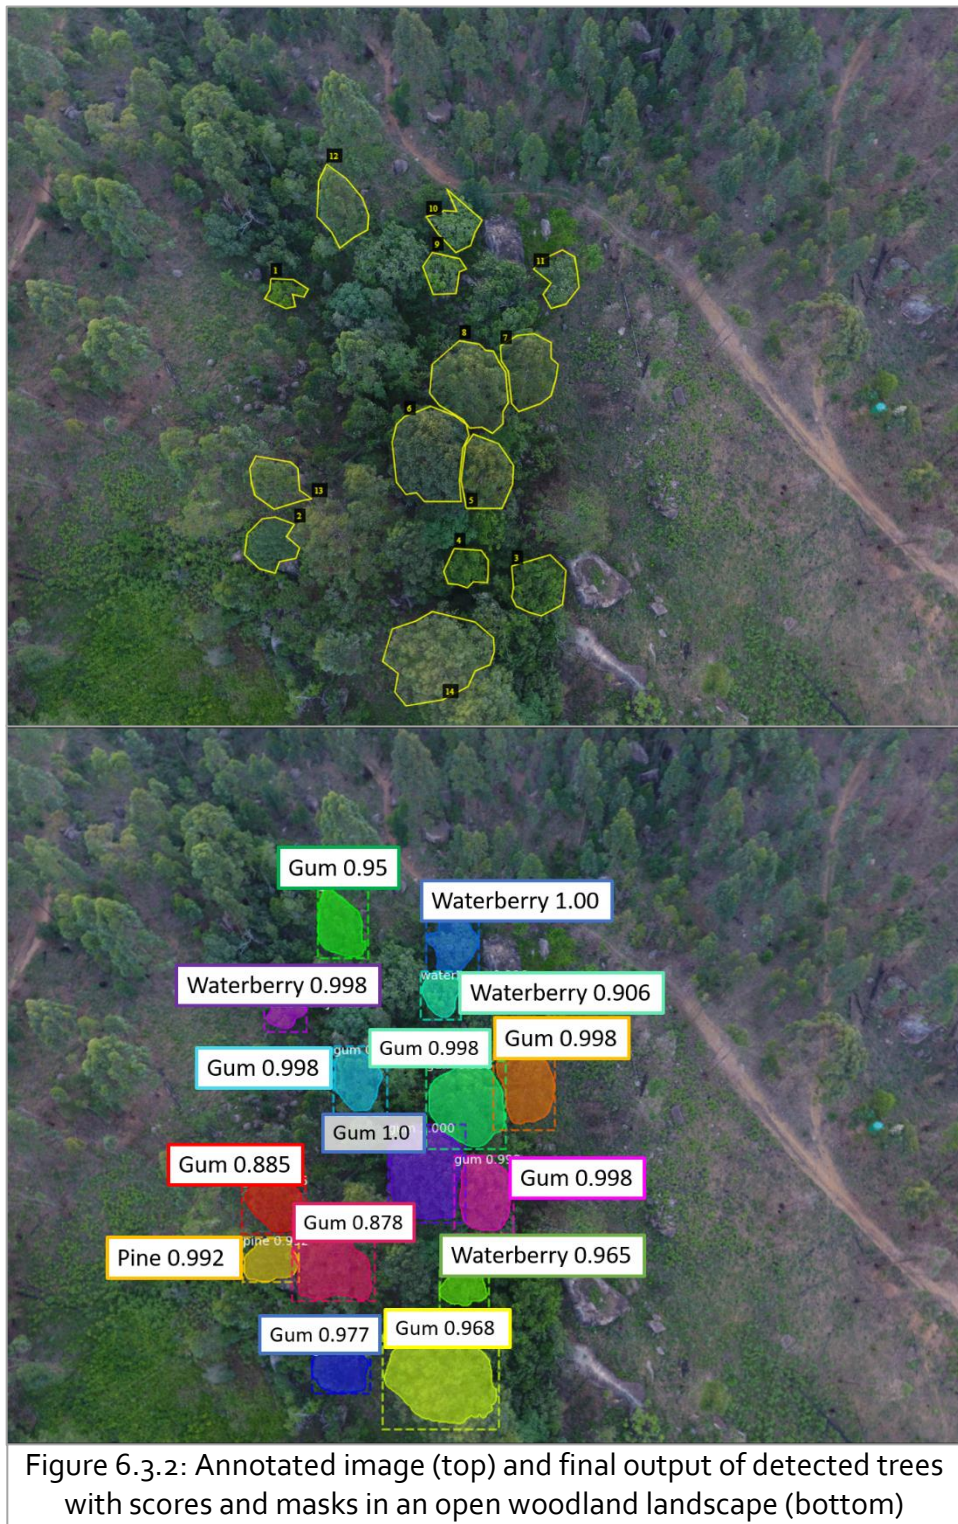 12
10
9
11
1
8
7
6
5
13
2
4
3
14
Gum 0.95
Waterberry 1.00
Waterberry 0.998
Waterberry 0.906
Gum 0.998
Gum 0.998
Gum 0.998
Gum 1.0
Gum 0.885
Gum 0.998
Gum 0.878
Pine 0.992
Waterberry 0.965
Gum 0.977
Gum 0.968
Figure 6.3.2: Annotated image (top) and final output of detected trees
with scores and masks in an open woodland landscape (bottom)